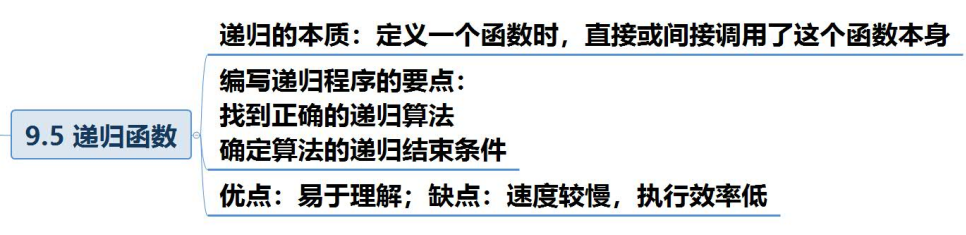 9.5 递归函数
递归的本质：定义一个函数时，直接或间接调用了这个函数本身
编写递归程序的要点：
找到正确的递归算法
确定算法的递归结束条件
优点：易于理解；缺点：速度较慢，执行效率低